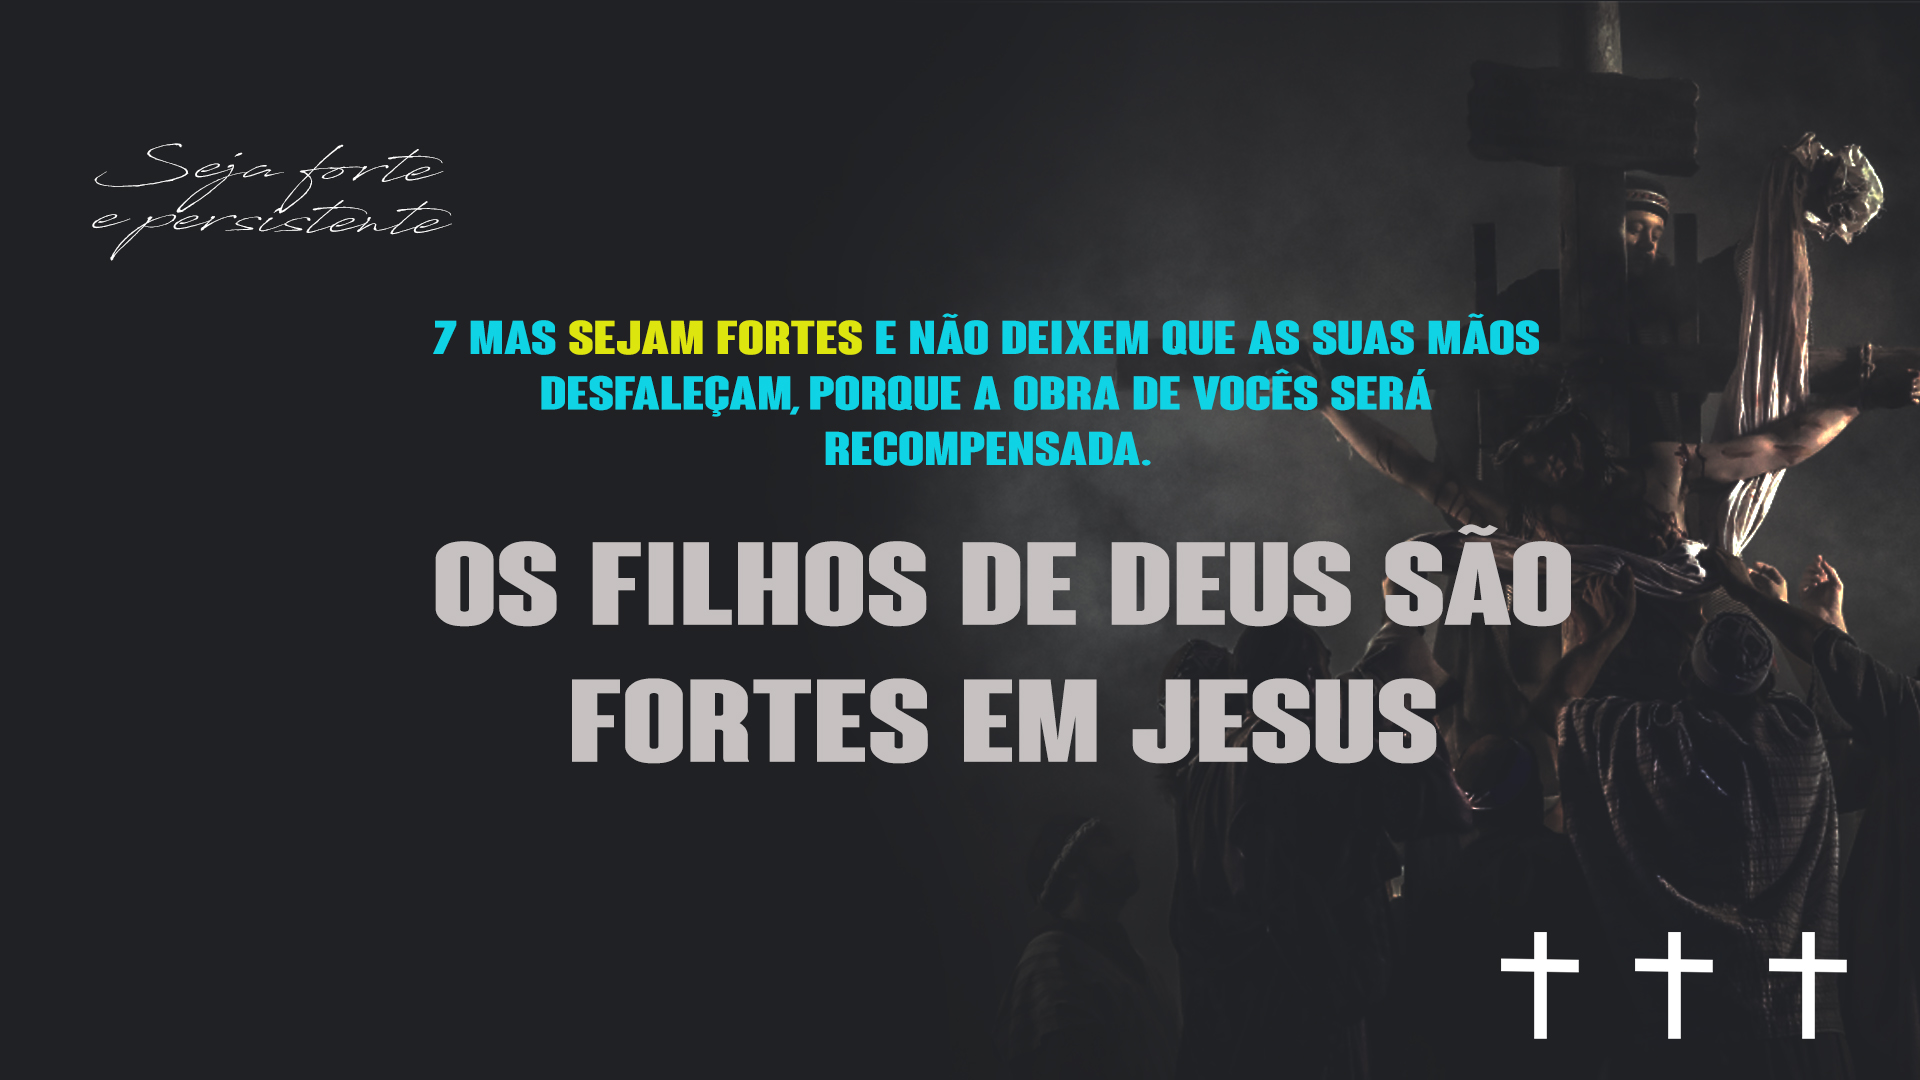 Seja forte
e persistente
7 MAS SEJAM FORTES E NÃO DEIXEM QUE AS SUAS MÃOS
DESFALEÇAM, PORQUE A OBRA DE VOCÊS SERÁ
RECOMPENSADA.
OS FILHOS DE DEUS SÃO
FORTES EM JESUS